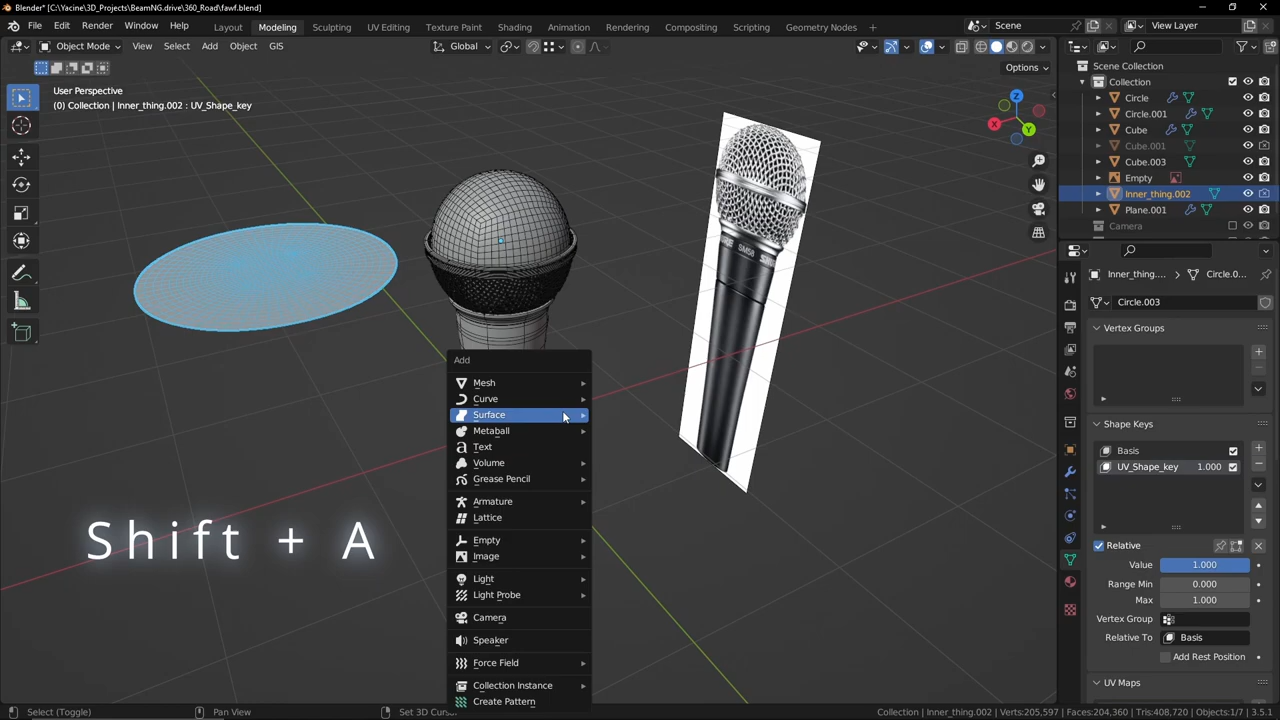 Blender* [C:\Yacine\3D_Projects\BeamNG.drive\360_Road\fawf.blend]
File Edit Render Window Help Layout Modeling Sculpting UV Editing Texture Paint Shading Animation Rendering Compositing Scripting Geometry Nodes Scene View Layer
Object Mode View Select Add Object GIS Global
Options
User Perspective
(0) Collection | Inner_thing.002 : UV_Shape_key
X
Y
Z
Scene Collection
Collection
Circle
Circle.001
Cube
Cube.001
Cube.003
Empty
Inner_thing.002
Plane.001
Camera
Inner_thing.... Circle.0...
Circle.003
Vertex Groups
Shape Keys
Basis
UV_Shape_key 1.000
Relative
Value 1.000
Range Min 0.000
Max 1.000
Vertex Group
Relative To Basis
Add Rest Position
UV Maps
SM58
Add
Mesh
Curve
Surface
Metaball
Text
Volume
Grease Pencil
Armature
Lattice
Empty
Image
Light
Light Probe
Camera
Speaker
Force Field
Collection Instance
Create Pattern
Shift + A
Select (Toggle) Pan View Set 3D Cursor Collection | Inner_thing.002 | Verts:205,597 | Faces:204,360 | Tris:408,720 | Objects:1/7 | 3.5.1